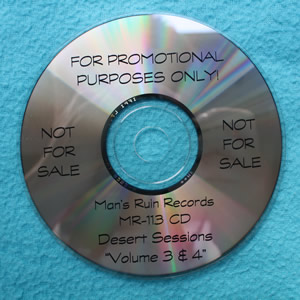 FOR PROMOTIONAL
PURPOSES ONLY!
NOT
FOR
SALE
NOT
FOR
SALE
Man's Ruin Records
MR-113 CD
Desert Sessions
"Volume 3 & 4"